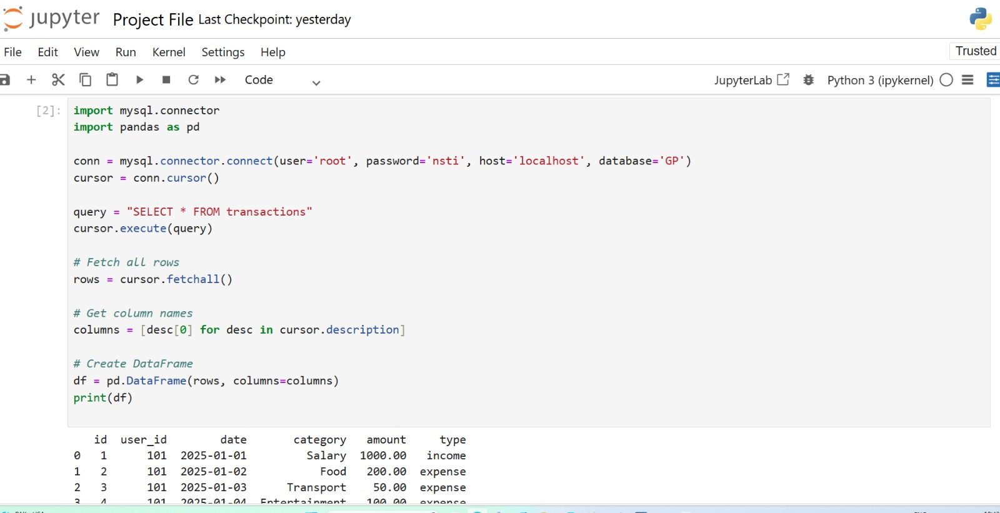 jupyter Project File Last Checkpoint: yesterday
File Edit View Run Kernel Settings Help
Trusted
Code
JupyterLab Python 3 (ipykernel)
[2]: import mysql.connector
import pandas as pd
conn = mysql.connector.connect(user='root', password='nsti', host='localhost', database='GP')
cursor = conn.cursor()
query = "SELECT * FROM transactions"
cursor.execute(query)
# Fetch all rows
rows = cursor.fetchall()
# Get column names
columns = [desc[0] for desc in cursor.description]
# Create DataFrame
df = pd.DataFrame(rows, columns=columns)
print(df)
id user_id date category amount type
0 1 101 2025-01-01 Salary 1000.00 income
1 2 101 2025-01-02 Food 200.00 expense
2 3 101 2025-01-03 Transport 50.00 expense
3 4 101 2025-01-04 Entertainment 100.00 expense